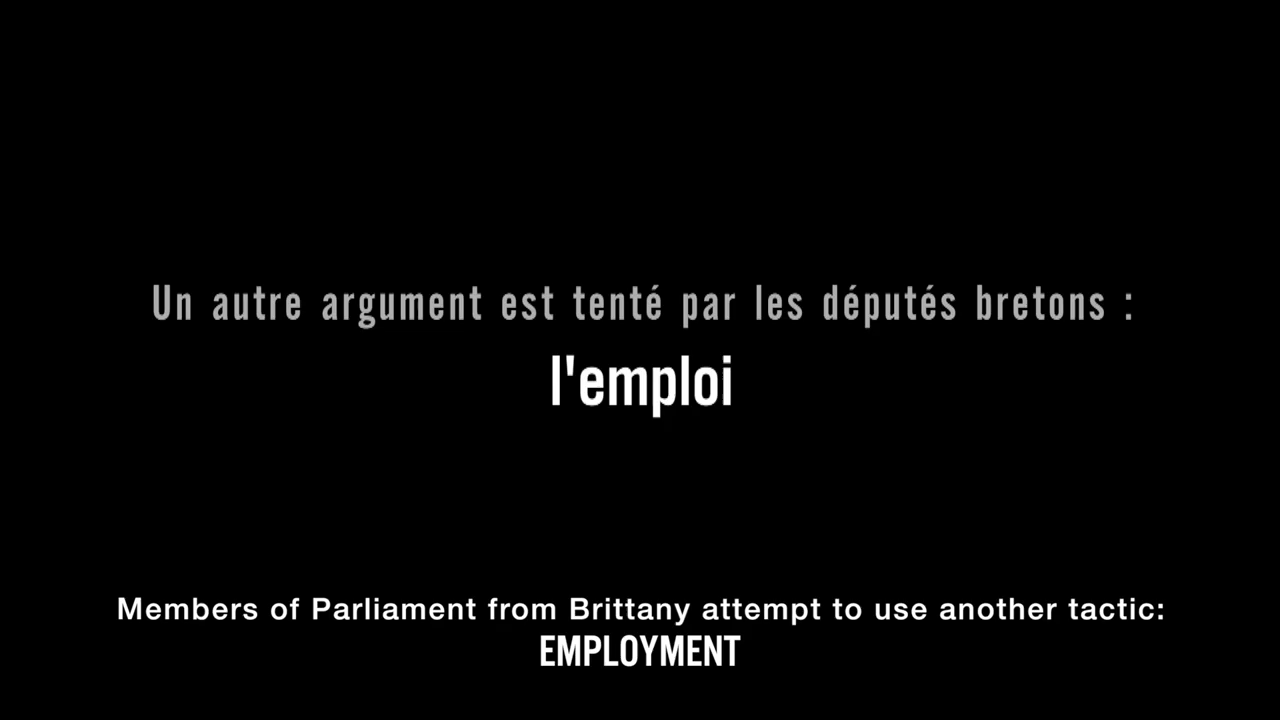 Un autre argument est tenté par les députés bretons :
l'emploi
Members of Parliament from Brittany attempt to use another tactic:
EMPLOYMENT